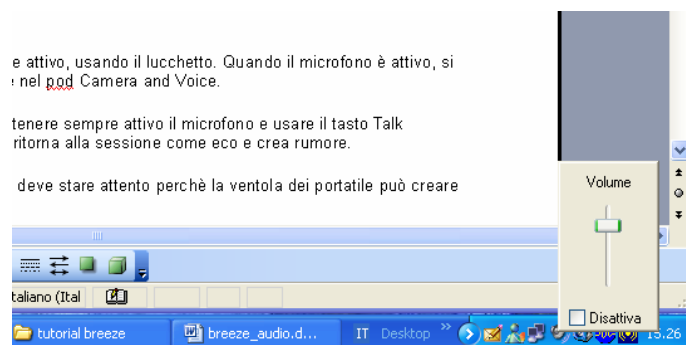 e attivo, usando il lucchetto. Quando il microfono è attivo, si
nel pod Camera and Voice.
tenere sempre attivo il microfono e usare il tasto Talk
ritorna alla sessione come eco e crea rumore.
deve stare attento perchè la ventola dei portatile può creare
Volume
Disattiva
taliano (Ital
tutorial breeze
breeze_audio.d...
IT
Desktop
15.26